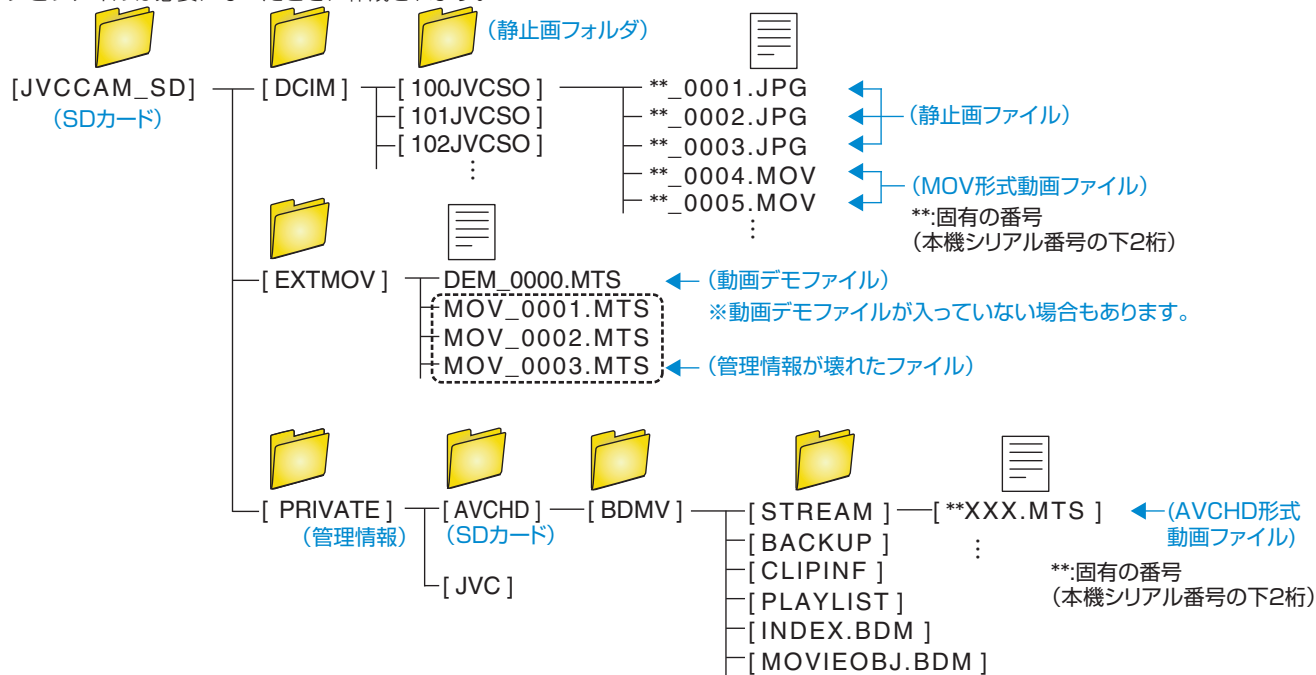 (静止画フォルダ)
[JVCCAM_SD]
(SDカード)
[ DCIM ]
[ 100JVCSO ]
[ 101JVCSO ]
[ 102JVCSO ]
⋮
**_0001.JPG
**_0002.JPG
**_0003.JPG
(静止画ファイル)
**_0004.MOV
**_0005.MOV
⋮
(MOV形式動画ファイル)
**:固有の番号
(本機シリアル番号の下2桁)
[ EXTMOV ]
DEM_0000.MTS
(動画デモファイル)
※動画デモファイルが入っていない場合もあります。
MOV_0001.MTS
MOV_0002.MTS
MOV_0003.MTS
(管理情報が壊れたファイル)
[ PRIVATE ]
(管理情報)
[ AVCHD ]
(SDカード)
[ JVC ]
[ BDMV ]
[ STREAM ]
[ BACKUP ]
[ CLIPINF ]
[ PLAYLIST ]
[ INDEX.BDM ]
[ MOVIEOBJ.BDM ]
[ **XXX.MTS ]
⋮
(AVCHD形式
動画ファイル)
**:固有の番号
(本機シリアル番号の下2桁)